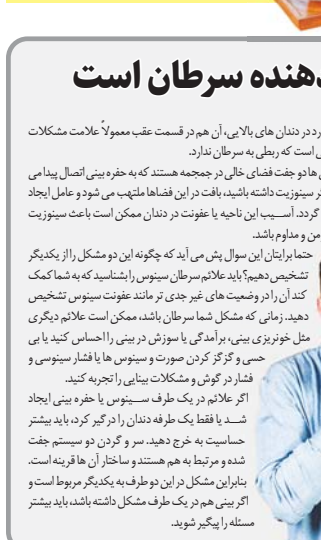 دهنده سرطان است
رد در دندان های بالایی، آن هم در قسمت عقب معمولاً علامت مشکلات
ی است که ربطی به سرطان ندارد.
ها دو جفت فضای خالی در جمجمه هستند که به حفره بینی اتصال پیدا می
ر سینوزیت داشته باشید، بافت در این فضاها ملتهب می شود و عامل ایجاد
گردد. آسـیب این ناحیه یا عفونت در دندان ممکن است باعث سینوزیت
من و مداوم باشد.
حتما برایتان این سوال پش می آید که چگونه این دو مشکل را از یکدیگر
تشخیص دهیم؟ باید علائم سرطان سینوس را بشناسید که به شما کمک
کند آن را در وضعیت های غیر جدی تر مانند عفونت سینوس تشخیص
دهید. زمانی که مشکل شما سرطان باشد، ممکن است علائم دیگری
مثل خونریزی بینی، برآمدگی یا سوزش در بینی را احساس کنید یا بی
حسی و گزگز کردن صورت و سینوس ها یا فشار سینوسی و
فشار در گوش و مشکلات بینایی را تجربه کنید.
اگر علائم در یک طرف سـینوس یا حفره بینی ایجاد
شـد یا فقط یک طرفه دندان را درگیر کرد، باید بیشتر
حساسیت به خرج دهید. سر و گردن دو سیستم جفت
شده و مرتبط به هم هستند و ساختار آن ها قرینه است.
بنابراین مشکل در این دو طرف به یکدیگر مربوط است و
اگر بینی هم در یک طرف مشکل داشته باشد، باید بیشتر
مسئله را پیگیر شوید.